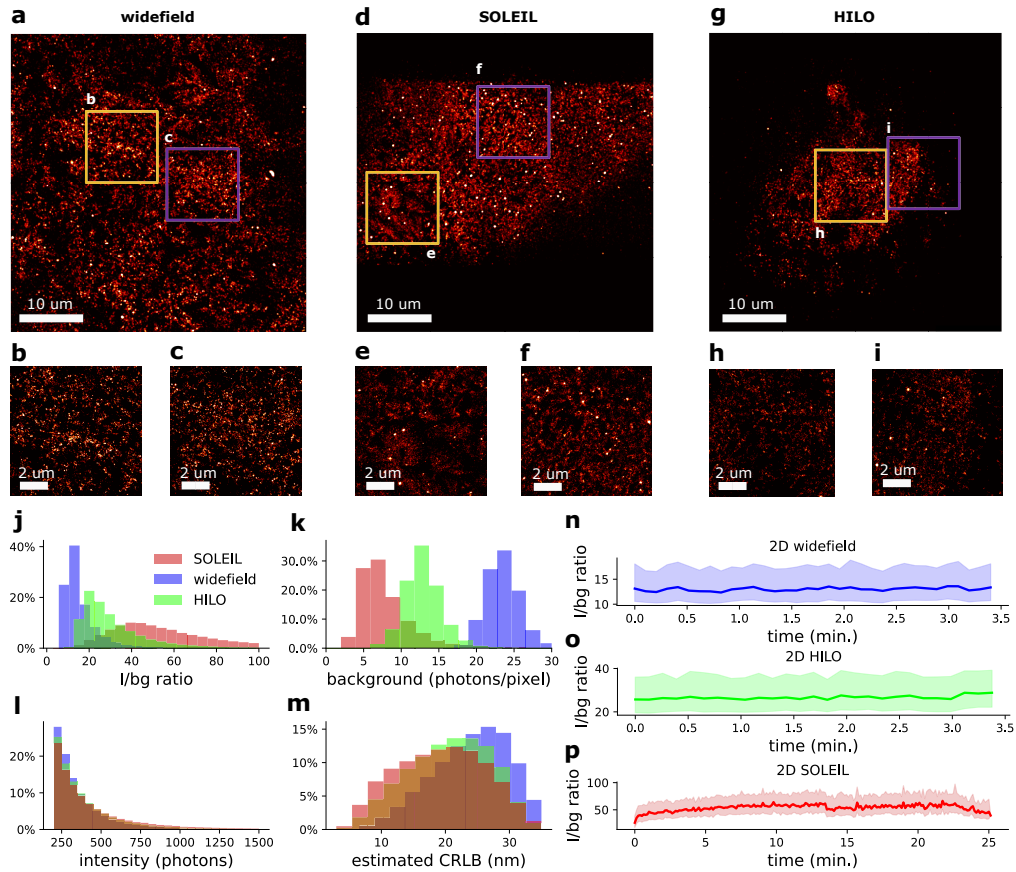 a widefield d SOLEIL g HILO
b c f e i h
10 um 10 um 10 um
b c e f h i
2 um 2 um 2 um 2 um 2 um 2 um
j
40%
20%
0%
0 20 40 60 80 100
I/bg ratio
SOLEIL
widefield
HILO
k
30.0%
20.0%
10.0%
0.0%
0 5 10 15 20 25 30
background (photons/pixel)
l
20%
10%
0%
250 500 750 1000 1250 1500
intensity (photons)
m
15%
10%
5%
0%
10 20 30
estimated CRLB (nm)
n
2D widefield
I/bg ratio
15
10
0.0 0.5 1.0 1.5 2.0 2.5 3.0 3.5
time (min.)
o
2D HILO
I/bg ratio
40
20
0.0 0.5 1.0 1.5 2.0 2.5 3.0 3.5
time (min.)
p
2D SOLEIL
I/bg ratio
100
50
0 5 10 15 20 25
time (min.)